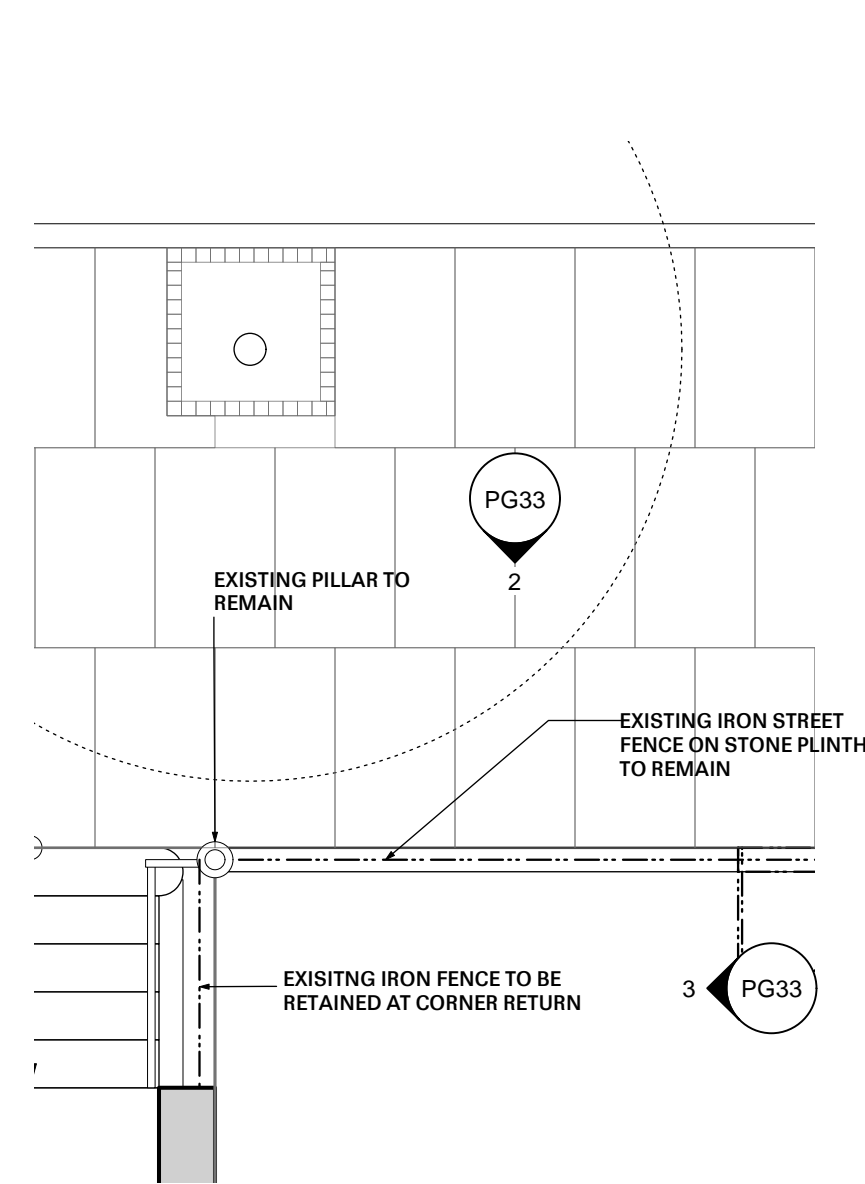 PG33
2
EXISTING PILLAR TO
REMAIN
EXISTING IRON STREET
FENCE ON STONE PLINTH
TO REMAIN
3 PG33
EXISITNG IRON FENCE TO BE
RETAINED AT CORNER RETURN